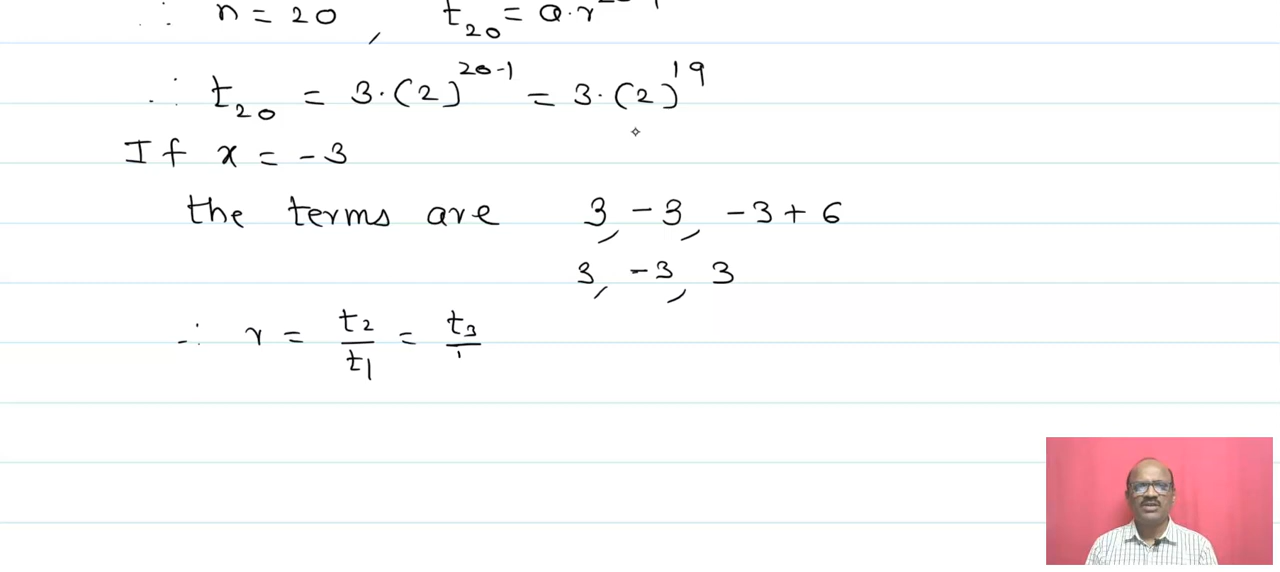 ∴ n = 20 , t₂₀ = a·r²⁰⁻¹
∴ t₂₀ = 3·(2)²⁰⁻¹ = 3·(2)¹⁹
If x = -3
the terms are 3, -3, -3 + 6
3, -3, 3
∴ r = t₂/t₁ = t₃/